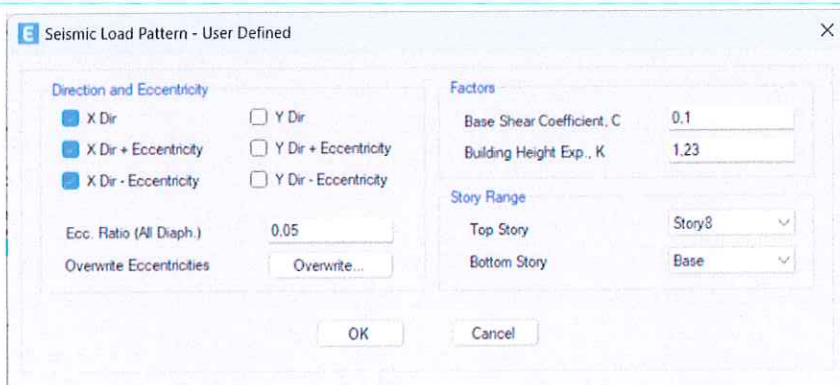 E Seismic Load Pattern - User Defined
Direction and Eccentricity
X Dir
Y Dir
X Dir + Eccentricity
Y Dir + Eccentricity
X Dir - Eccentricity
Y Dir - Eccentricity
Ecc. Ratio (All Diaph.)
0.05
Overwrite Eccentricities
Overwrite...
Factors
Base Shear Coefficient, C
0.1
Building Height Exp., K
1.23
Story Range
Top Story
Story8
Bottom Story
Base
OK
Cancel